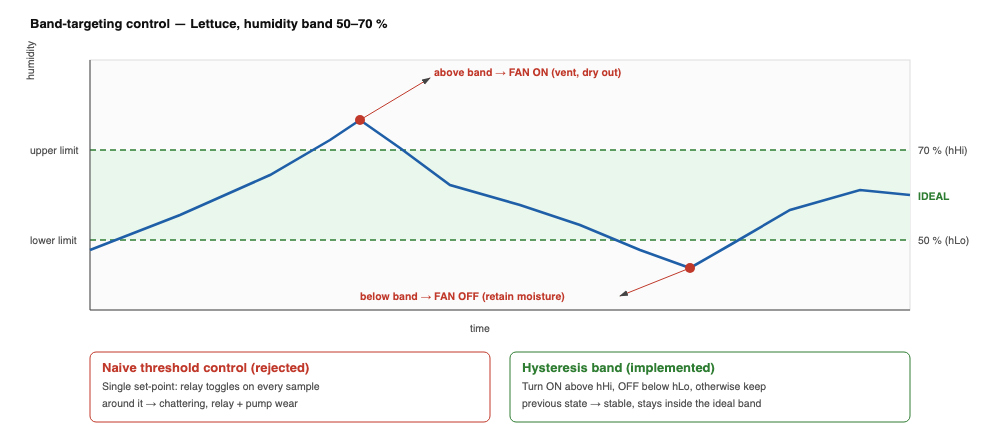 Band-targeting control — Lettuce, humidity band 50–70 %
humidity
above band → FAN ON (vent, dry out)
upper limit
70 % (hHi)
IDEAL
lower limit
50 % (hLo)
below band → FAN OFF (retain moisture)
time
Naive threshold control (rejected)
Single set-point: relay toggles on every sample
around it → chattering, relay + pump wear
Hysteresis band (implemented)
Turn ON above hHi, OFF below hLo, otherwise keep
previous state → stable, stays inside the ideal band